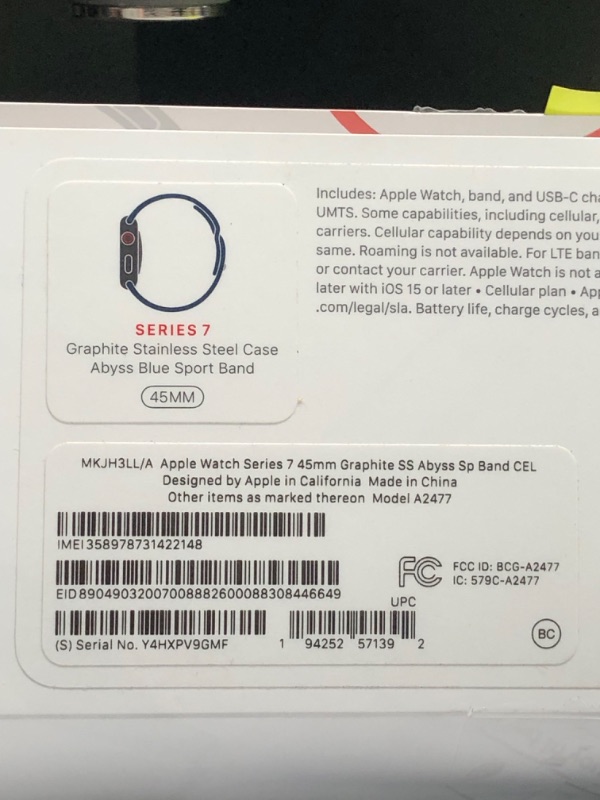 Includes: Apple Watch, band, and USB-C
UMTS. Some capabilities, including cellular,
carriers. Cellular capability depends on you
same. Roaming is not available. For LTE
or contact your carrier. Apple Watch is not a
later with iOS 15 or later • Cellular plan •
.com/legal/sla. Battery life, charge cycles, a
SERIES 7
Graphite Stainless Steel Case
Abyss Blue Sport Band
45MM
MKJH3LL/A Apple Watch Series 7 45mm Graphite SS Abyss Sp Band CEL
Designed by Apple in California Made in China
Other items as marked thereon Model A2477
IMEI 358978731422148
EID 89049032007008882600088308446649
(S) Serial No. Y4HXPV9GMF
UPC
1 94252 57139 2
FC FCC ID: BCG-A2477
IC: 579C-A2477
BC